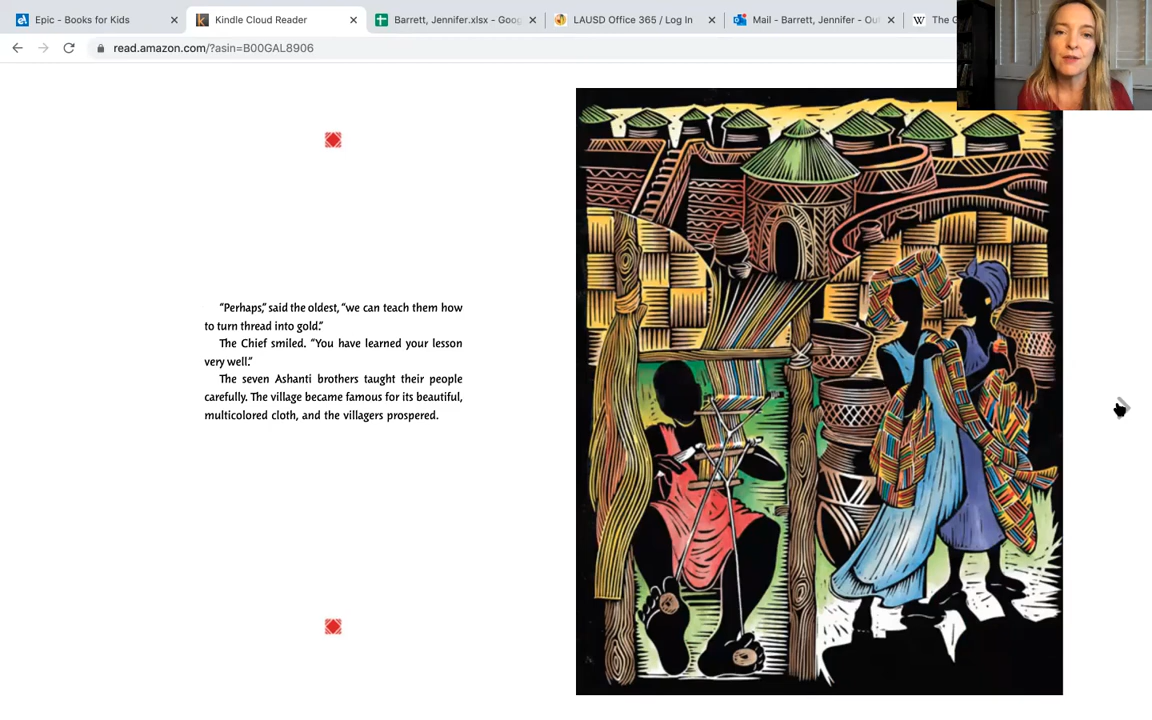 Epic - Books for Kids
Kindle Cloud Reader
Barrett, Jennifer.xlsx - Goog
LAUSD Office 365 / Log In
Mail - Barrett, Jennifer - Ou
W The G
read.amazon.com/?asin=B00GAL8906
“Perhaps,” said the oldest, “we can teach them how
to turn thread into gold.”
The Chief smiled. “You have learned your lesson
very well.”
The seven Ashanti brothers taught their people
carefully. The village became famous for its beautiful,
multicolored cloth, and the villagers prospered.